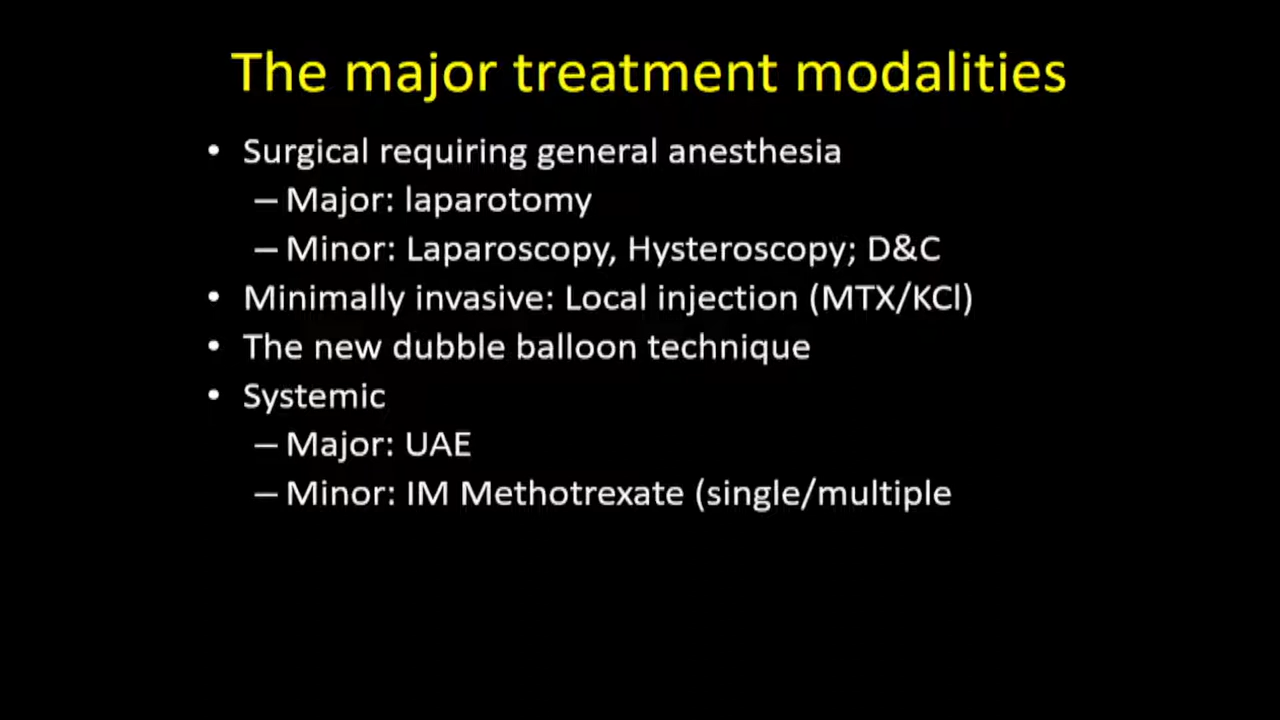 The major treatment modalities
• Surgical requiring general anesthesia
– Major: laparotomy
– Minor: Laparoscopy, Hysteroscopy; D&C
• Minimally invasive: Local injection (MTX/KCl)
• The new dubble balloon technique
• Systemic
– Major: UAE
– Minor: IM Methotrexate (single/multiple